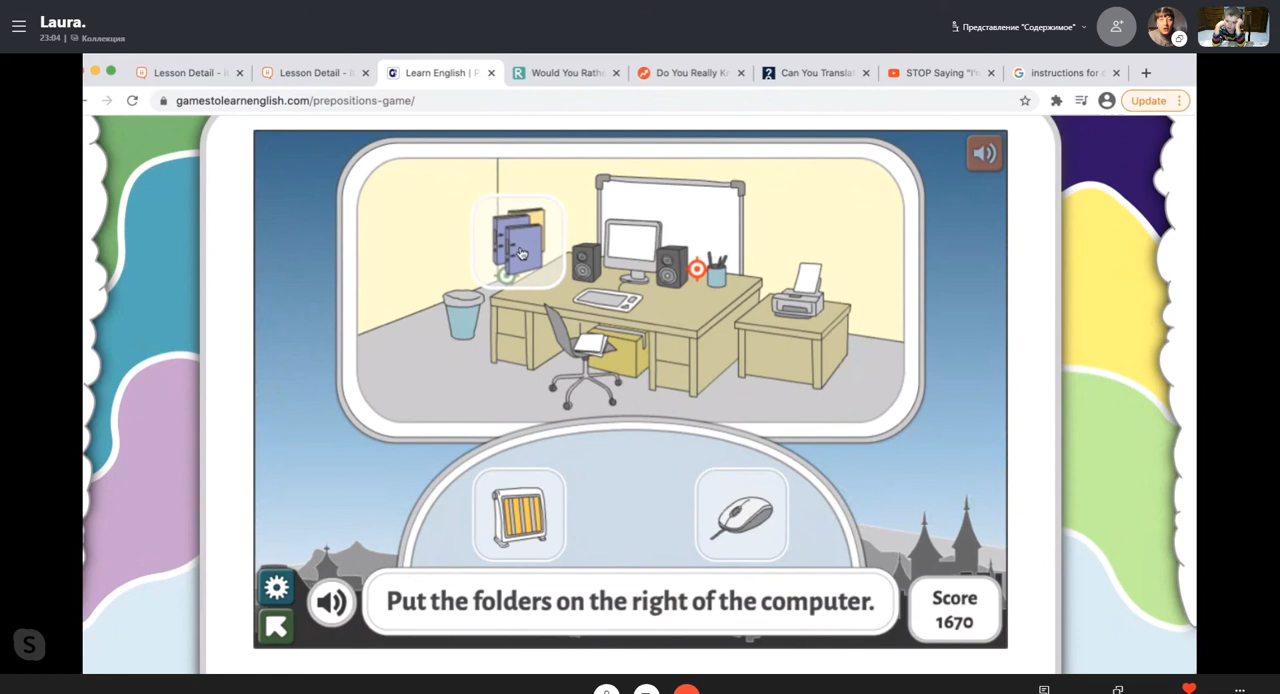 Laura.
23:04 | Коллекция
Представление "Содержимое"
Lesson Detail - i
Lesson Detail - i
Learn English | P
Would You Rath
Do You Really K
Can You Transla
STOP Saying "I'
instructions for
gamestolearnenglish.com/prepositions-game/
Update
Put the folders on the right of the computer.
Score
1670
S